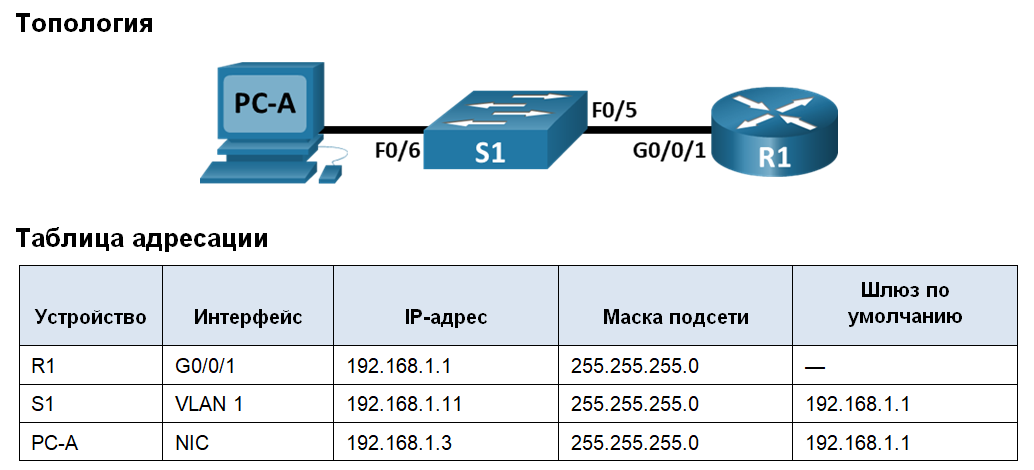 Топология
PC-A
F0/6
S1
F0/5
G0/0/1
R1
Таблица адресации
Устройство Интерфейс IP-адрес Маска подсети Шлюз по
умолчанию
R1 G0/0/1 192.168.1.1 255.255.255.0 —
S1 VLAN 1 192.168.1.11 255.255.255.0 192.168.1.1
PC-A NIC 192.168.1.3 255.255.255.0 192.168.1.1